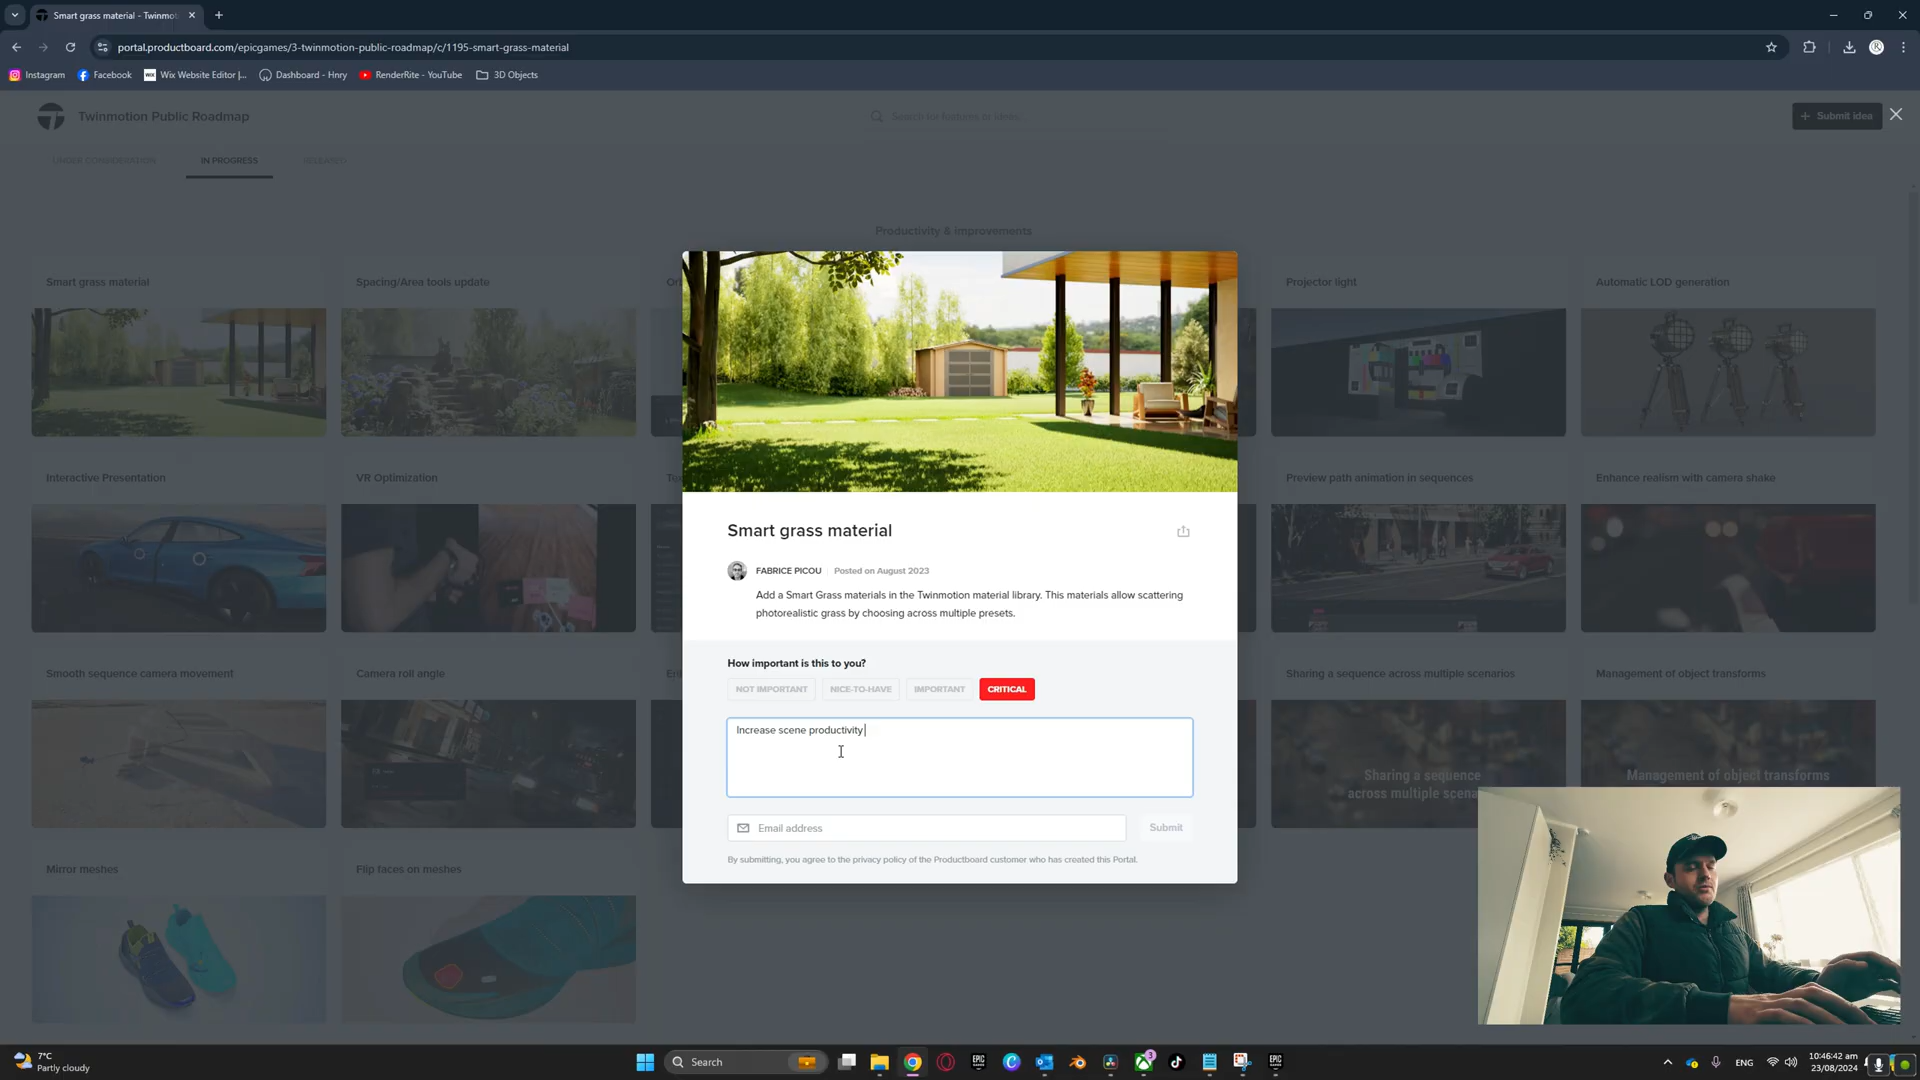 Smart grass material - Twinmot
portal.productboard.com/epicgames/3-twinmotion-public-roadmap/c/1195-smart-grass-material
Instagram
Facebook
Wix Website Editor |...
Dashboard - Hnry
RenderRite - YouTube
3D Objects
Twinmotion Public Roadmap
Search for features or ideas...
Submit idea
UNDER CONSIDERATION
IN PROGRESS
RELEASED
Productivity & improvements
Smart grass material
Spacing/Area tools update
Projector light
Automatic LOD generation
Interactive Presentation
VR Optimization
Preview path animation in sequences
Enhance realism with camera shake
Smooth sequence camera movement
Camera roll angle
Sharing a sequence across multiple scenarios
Management of object transforms
Sharing a sequence
across multiple scena
Management of object transforms
Mirror meshes
Flip faces on meshes
Smart grass material
FABRICE PICOU
Posted on August 2023
Add a Smart Grass materials in the Twinmotion material library. This materials allow scattering
photorealistic grass by choosing across multiple presets.
How important is this to you?
NOT IMPORTANT
NICE-TO-HAVE
IMPORTANT
CRITICAL
Increase scene productivity
Email address
Submit
By submitting, you agree to the privacy policy of the Productboard customer who has created this Portal.
7°C
Partly cloudy
Search
EPIC
3
EPIC
ENG
10:46:42 am
23/08/2024